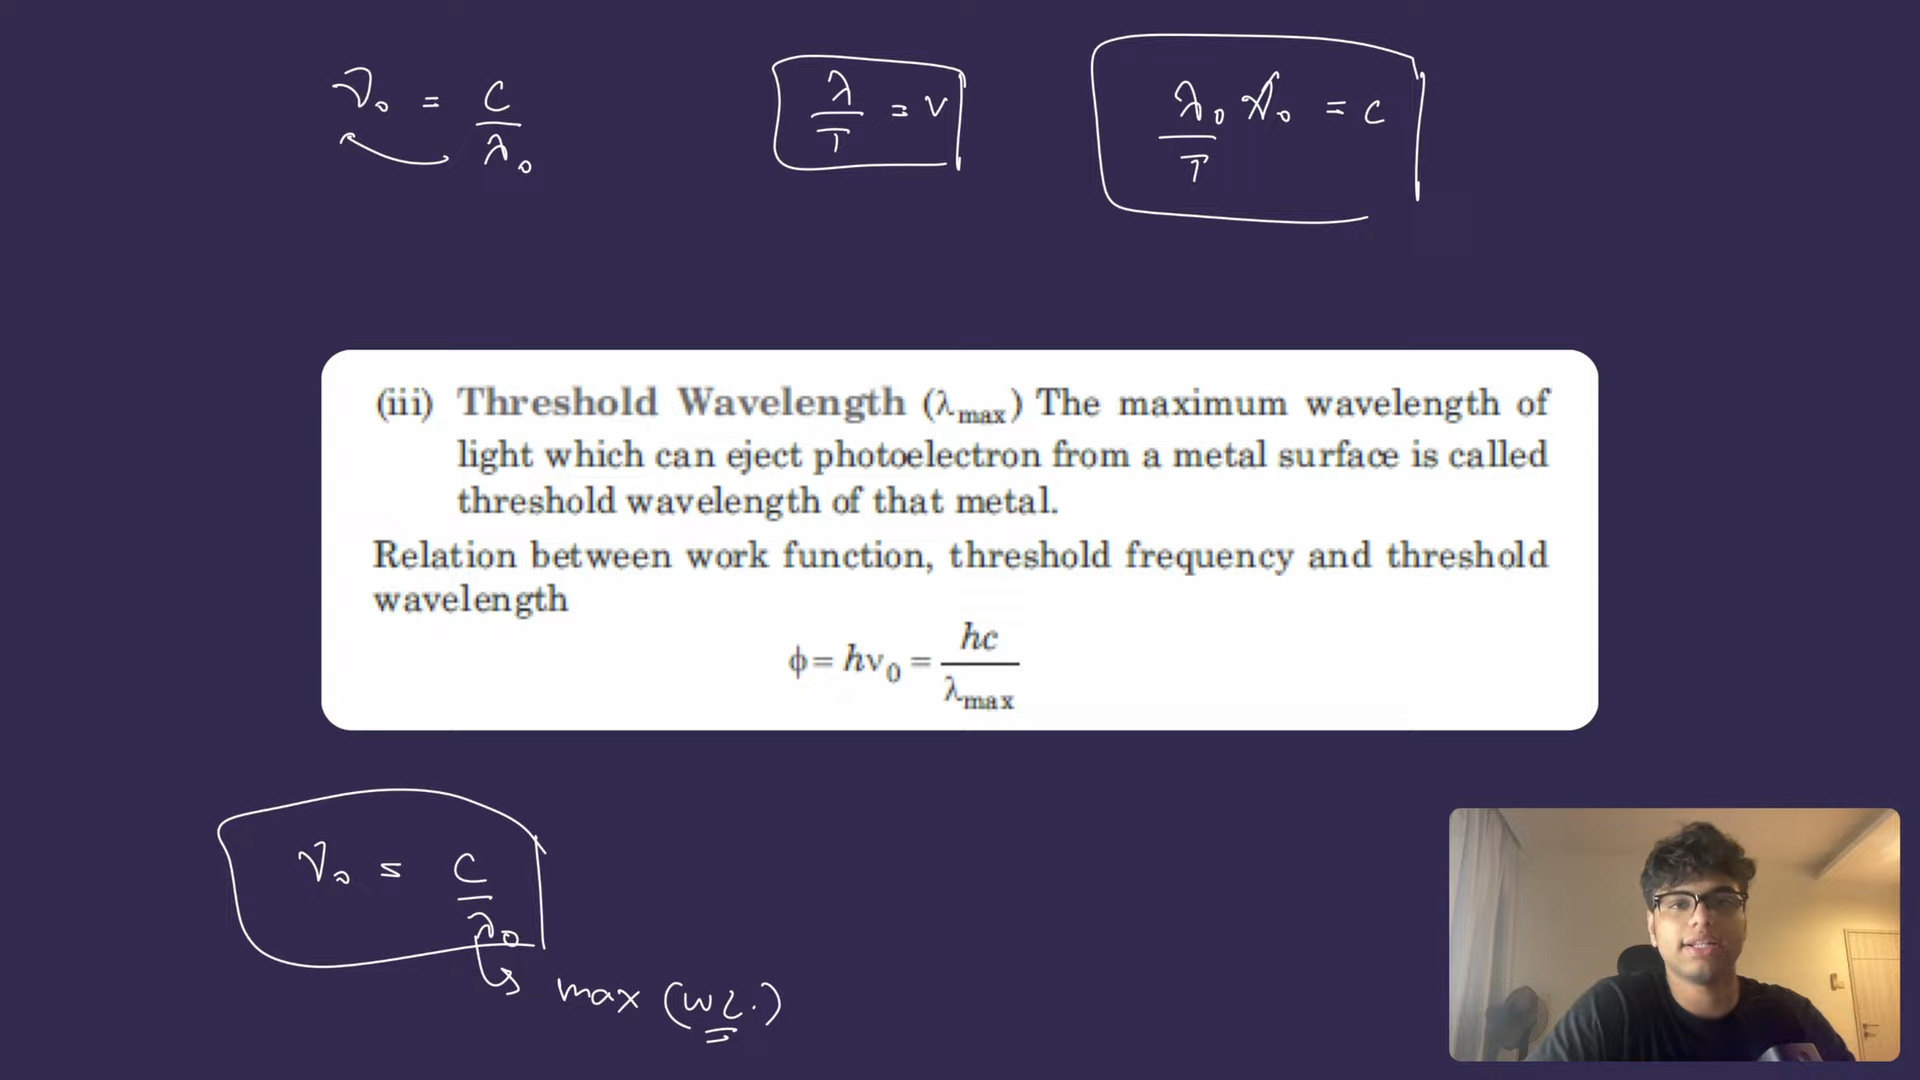 ν₀ = c/λ₀
λ/T = v
λ₀ν₀ = c
T
(iii) Threshold Wavelength (λmax) The maximum wavelength of
light which can eject photoelectron from a metal surface is called
threshold wavelength of that metal.
Relation between work function, threshold frequency and threshold
wavelength
ϕ = hν₀ = hc/λmax
ν₀ = c/λ₀
max (WL.)